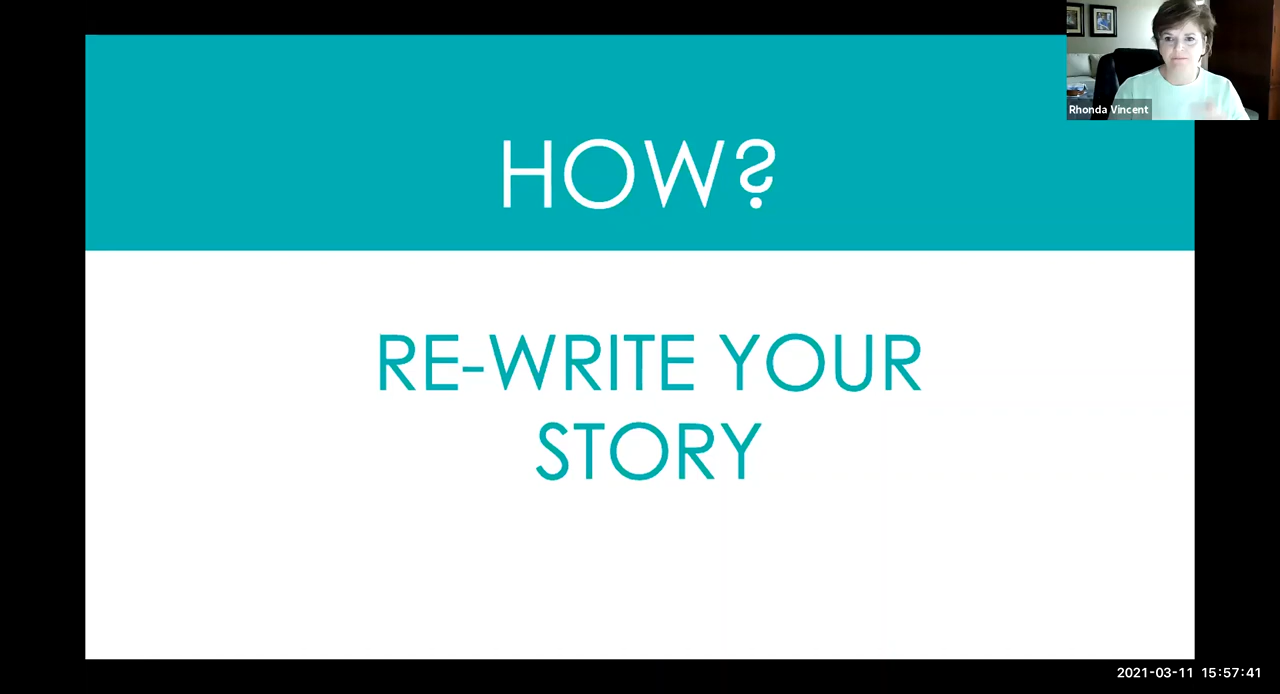 Rhonda Vincent
HOW?
RE-WRITE YOUR
STORY
2021-03-11 15:57:41